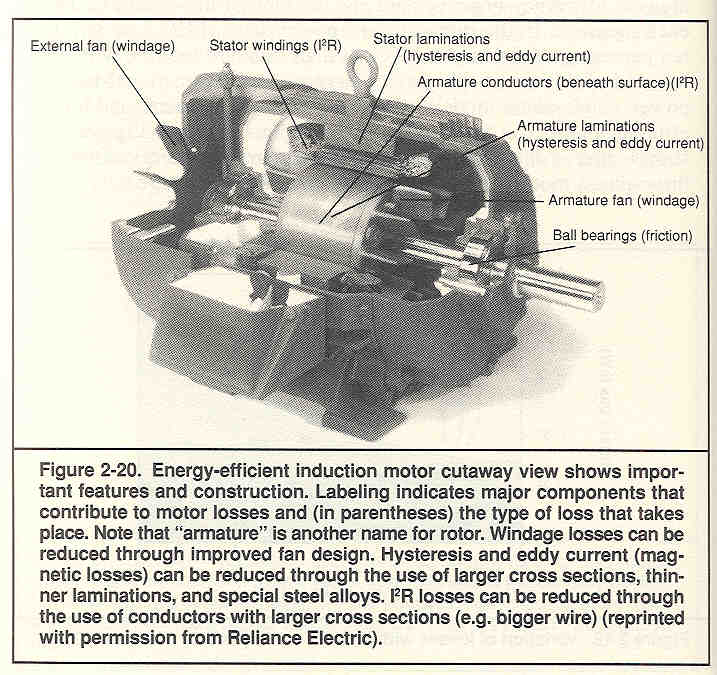 External fan (windage)
Stator windings (I²R)
Stator laminations
(hysteresis and eddy current)
Armature conductors (beneath surface)(I²R)
Armature laminations
(hysteresis and eddy current)
Armature fan (windage)
Ball bearings (friction)
Figure 2-20. Energy-efficient induction motor cutaway view shows impor-
tant features and construction. Labeling indicates major components that
contribute to motor losses and (in parentheses) the type of loss that takes
place. Note that “armature” is another name for rotor. Windage losses can be
reduced through improved fan design. Hysteresis and eddy current (mag-
netic losses) can be reduced through the use of larger cross sections, thin-
ner laminations, and special steel alloys. I²R losses can be reduced through
the use of conductors with larger cross sections (e.g. bigger wire) (reprinted
with permission from Reliance Electric).